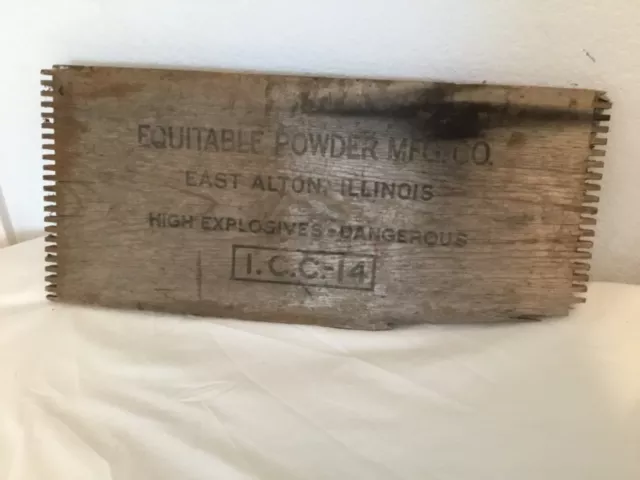 EQUITABLE POWDER MFG. CO.
EAST ALTON, ILLINOIS
HIGH EXPLOSIVES-DANGEROUS
I.C.C.-14